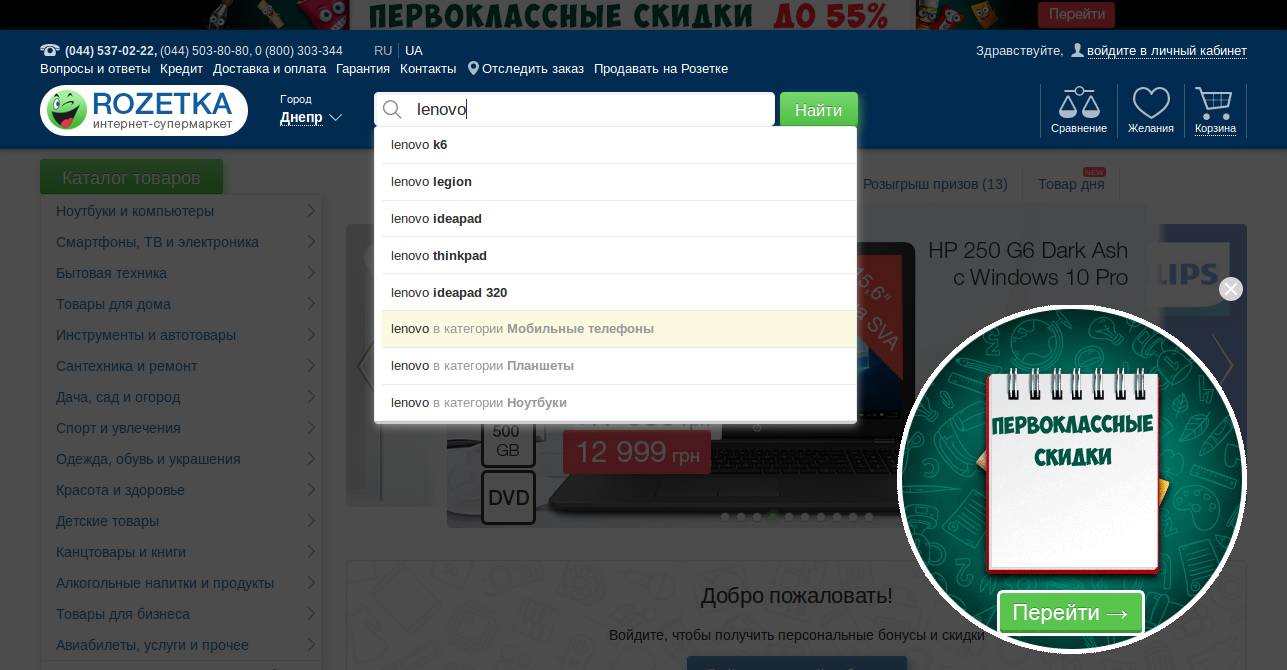 ПЕРВОКЛАССНЫЕ СКИДКИ ДО 55%
Перейти
(044) 537-02-22, (044) 503-80-80, 0 (800) 303-344
RU UA
Здравствуйте, войдите в личный кабинет
Вопросы и ответы Кредит Доставка и оплата Гарантия Контакты Отследить заказ Продавать на Розетке
ROZETKA
интернет-супермаркет
Город
Днепр
lenovo
Найти
Сравнение
Желания
Корзина
lenovo k6
lenovo legion
lenovo ideapad
lenovo thinkpad
lenovo ideapad 320
lenovo в категории Мобильные телефоны
lenovo в категории Планшеты
lenovo в категории Ноутбуки
Каталог товаров
Ноутбуки и компьютеры
Смартфоны, ТВ и электроника
Бытовая техника
Товары для дома
Инструменты и автотовары
Сантехника и ремонт
Дача, сад и огород
Спорт и увлечения
Одежда, обувь и украшения
Красота и здоровье
Детские товары
Канцтовары и книги
Алкогольные напитки и продукты
Товары для бизнеса
Авиабилеты, услуги и прочее
Розыгрыш призов (13)
Товар дня
NEW
HP 250 G6 Dark Ash
с Windows 10 Pro
15,6"
SVA
500
GB
DVD
12 999 грн
ПЕРВОКЛАССНЫЕ
СКИДКИ
Перейти →
Добро пожаловать!
Войдите, чтобы получить персональные бонусы и скидки